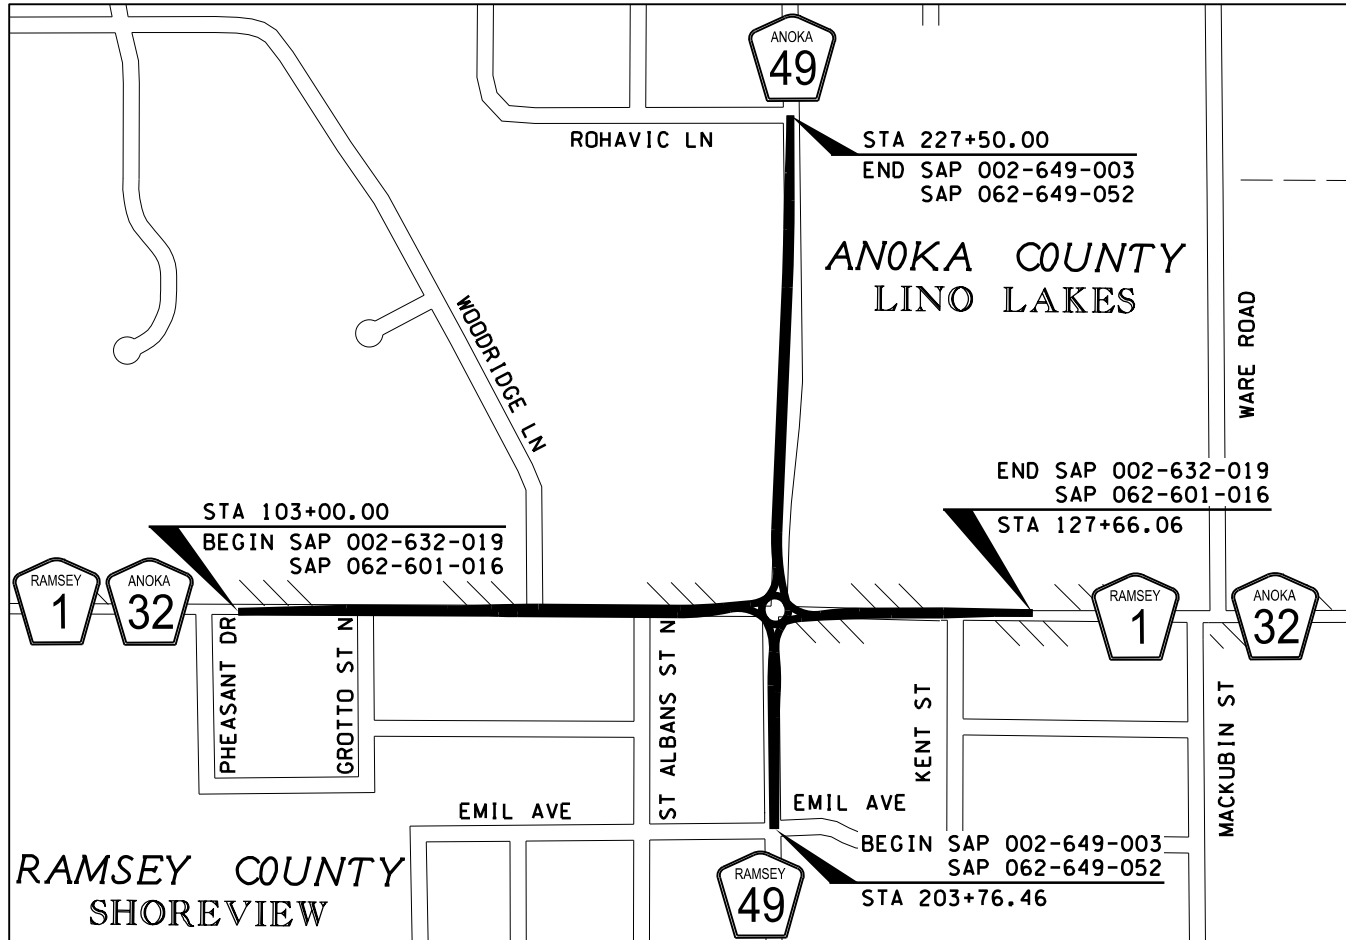 ANOKA
49
ROHAVIC LN
STA 227+50.00
END SAP 002-649-003
SAP 062-649-052
ANOKA COUNTY
LINO LAKES
WOODRIDGE LN
WARE ROAD
END SAP 002-632-019
SAP 062-601-016
STA 127+66.06
STA 103+00.00
BEGIN SAP 002-632-019
SAP 062-601-016
RAMSEY
1
ANOKA
32
RAMSEY
1
ANOKA
32
PHEASANT DR
GROTTO ST N
ST ALBANS ST N
KENT ST
MACKUBIN ST
EMIL AVE
EMIL AVE
BEGIN SAP 002-649-003
SAP 062-649-052
STA 203+76.46
RAMSEY COUNTY
SHOREVIEW
RAMSEY
49